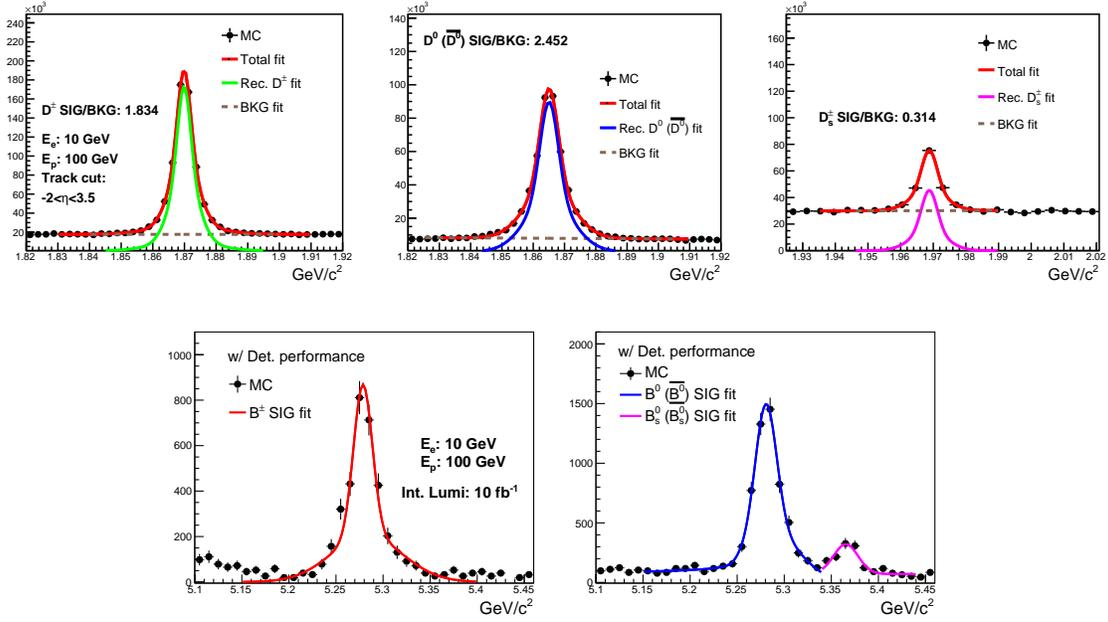 ×10³
240
220
200
180
160
140
120
100
80
60
40
20
MC
Total fit
Rec. D± fit
BKG fit
D± SIG/BKG: 1.834
Eₑ: 10 GeV
Eₚ: 100 GeV
Track cut:
-2<η<3.5
1.82 1.83 1.84 1.85 1.86 1.87 1.88 1.89 1.9 1.91 1.92
GeV/c²
×10³
140
120
100
80
60
40
20
D⁰ (D̅⁰) SIG/BKG: 2.452
MC
Total fit
Rec. D⁰ (D̅⁰) fit
BKG fit
1.82 1.83 1.84 1.85 1.86 1.87 1.88 1.89 1.9 1.91 1.92
GeV/c²
×10³
160
140
120
100
80
60
40
20
0
MC
Total fit
Rec. Dₛ± fit
BKG fit
Dₛ± SIG/BKG: 0.314
1.93 1.94 1.95 1.96 1.97 1.98 1.99 2 2.01 2.02
GeV/c²
1000
800
600
400
200
0
w/ Det. performance
MC
B± SIG fit
Eₑ: 10 GeV
Eₚ: 100 GeV
Int. Lumi: 10 fb⁻¹
5.1 5.15 5.2 5.25 5.3 5.35 5.4 5.45
GeV/c²
2000
1500
1000
500
0
w/ Det. performance
MC
B⁰ (B̅⁰) SIG fit
Bₛ⁰ (B̅ₛ⁰) SIG fit
5.1 5.15 5.2 5.25 5.3 5.35 5.4 5.45
GeV/c²